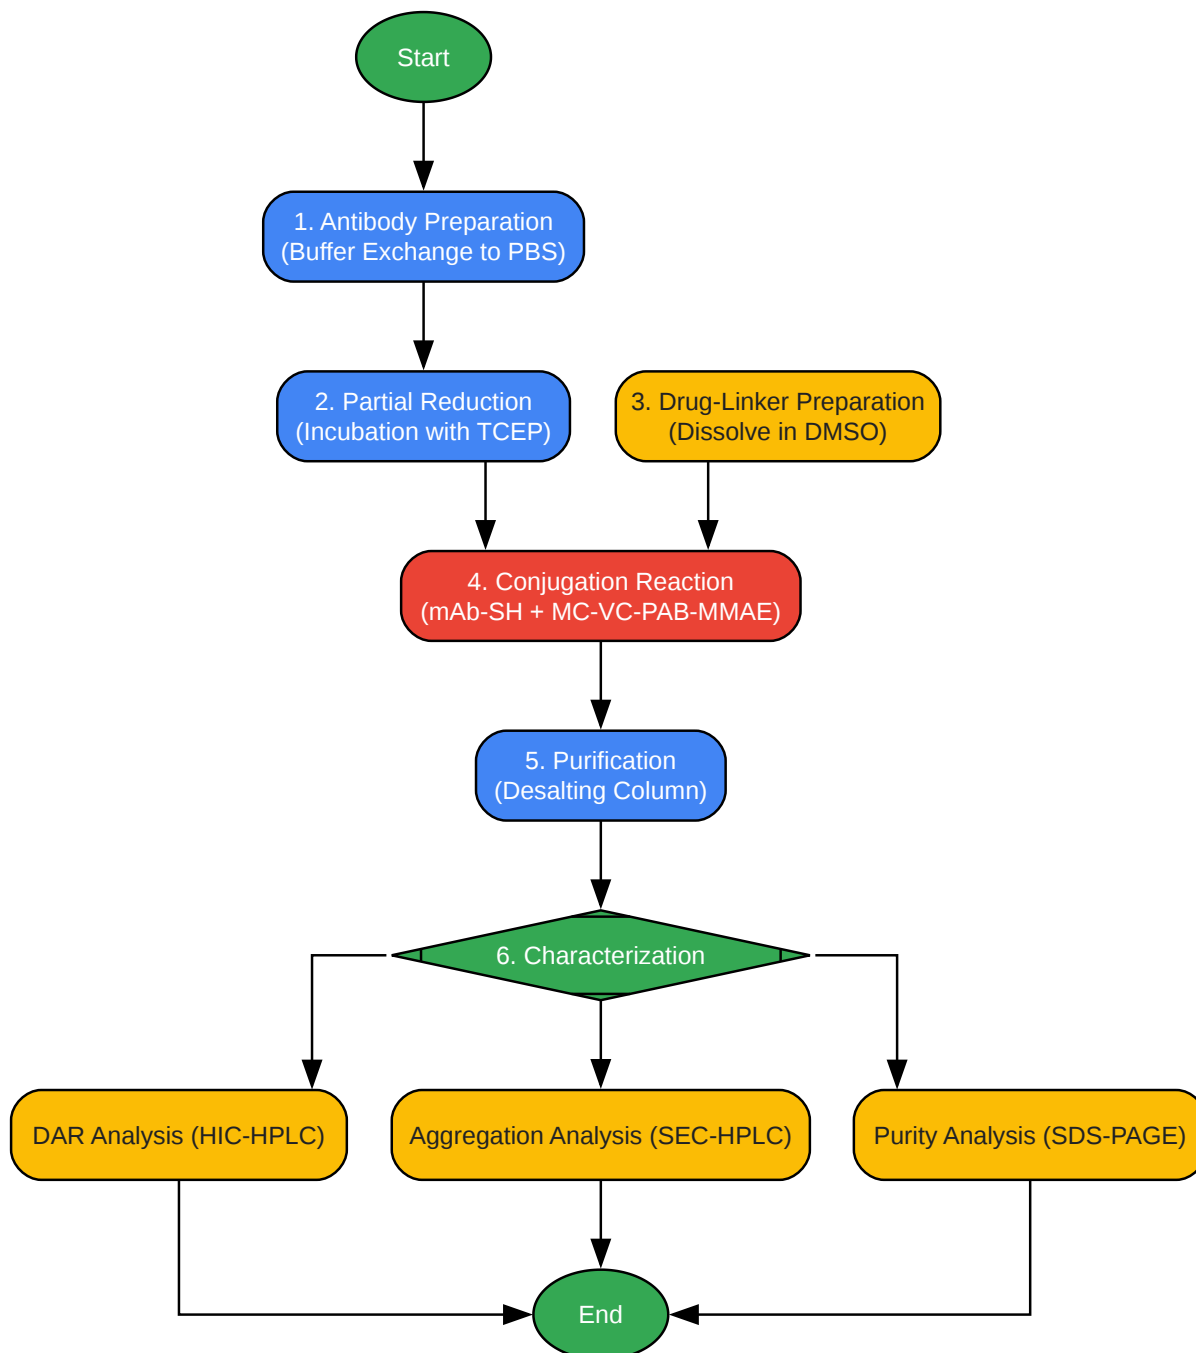 Start
1. Antibody Preparation
(Buffer Exchange to PBS)
2. Partial Reduction
(Incubation with TCEP)
3. Drug-Linker Preparation
(Dissolve in DMSO)
4. Conjugation Reaction
(mAb-SH + MC-VC-PAB-MMAE)
5. Purification
(Desalting Column)
6. Characterization
DAR Analysis (HIC-HPLC)
Aggregation Analysis (SEC-HPLC)
Purity Analysis (SDS-PAGE)
End